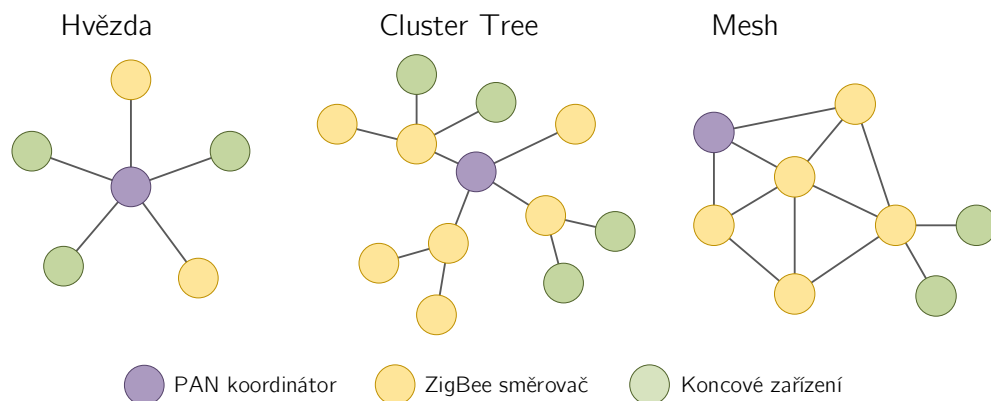 Hvězda
Cluster Tree
Mesh
PAN koordinátor
ZigBee směrovač
Koncové zařízení